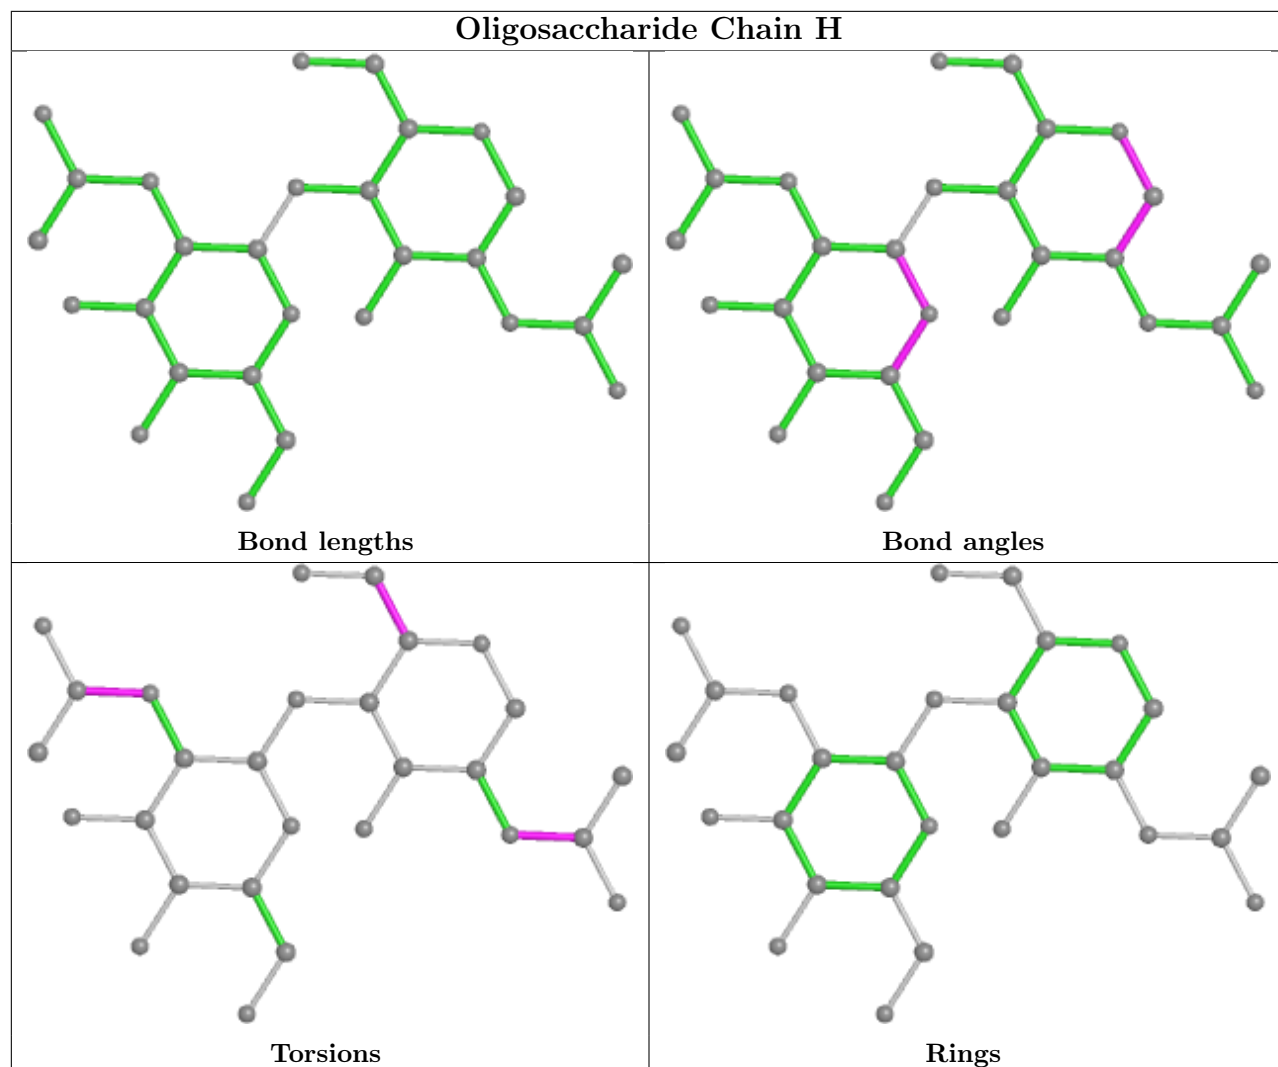 Oligosaccharide Chain H
Bond lengths
Bond angles
Torsions
Rings